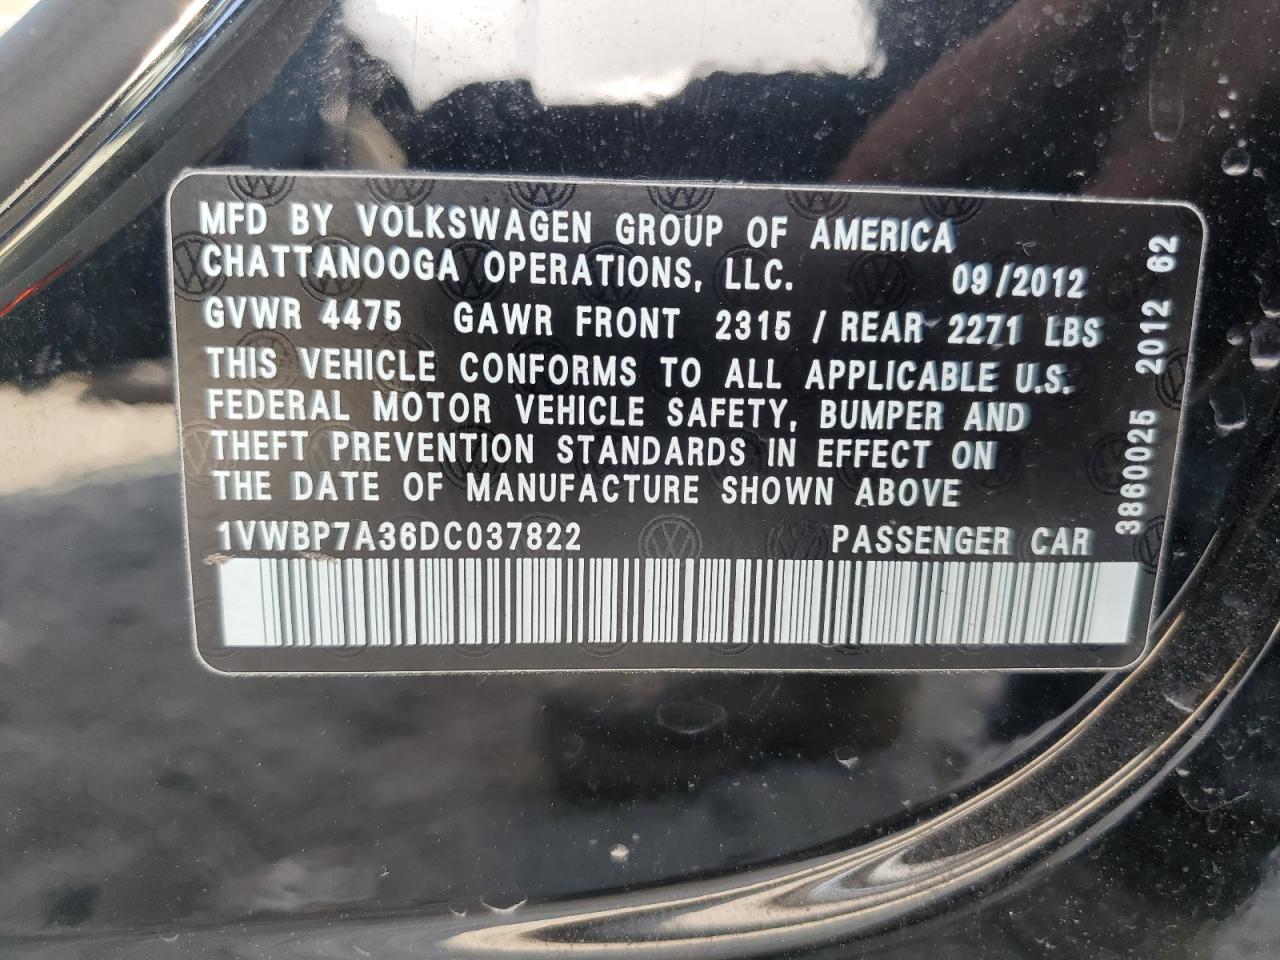 MFD BY VOLKSWAGEN GROUP OF AMERICA
CHATTANOOGA OPERATIONS, LLC. 09/2012
GVWR 4475 GAWR FRONT 2315 / REAR 2271 LBS
THIS VEHICLE CONFORMS TO ALL APPLICABLE U.S.
FEDERAL MOTOR VEHICLE SAFETY, BUMPER AND
THEFT PREVENTION STANDARDS IN EFFECT ON
THE DATE OF MANUFACTURE SHOWN ABOVE
1VWBP7A36DC037822 PASSENGER CAR
3860025 2012 62